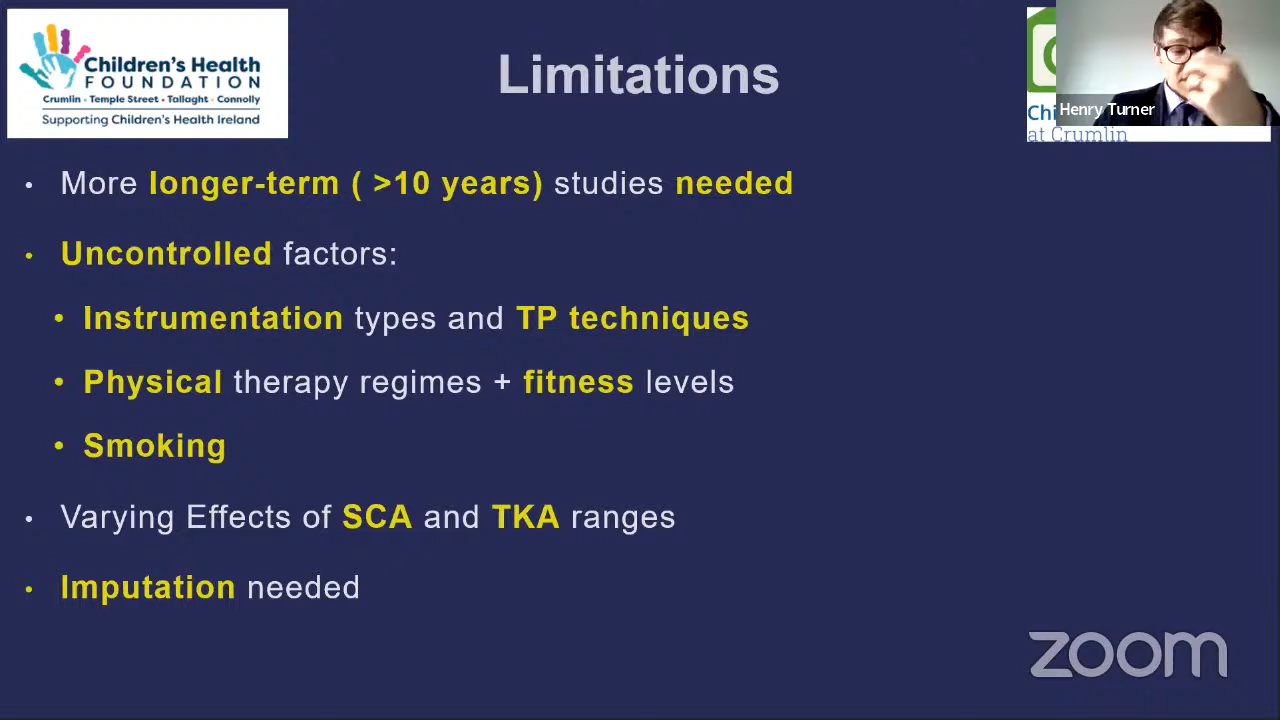 Children's Health
FOUNDATION
Crumlin • Temple Street • Tallaght • Connolly
Supporting Children's Health Ireland
Limitations
Henry Turner
at Crumlin
• More longer-term ( >10 years) studies needed
• Uncontrolled factors:
• Instrumentation types and TP techniques
• Physical therapy regimes + fitness levels
• Smoking
• Varying Effects of SCA and TKA ranges
• Imputation needed
zoom